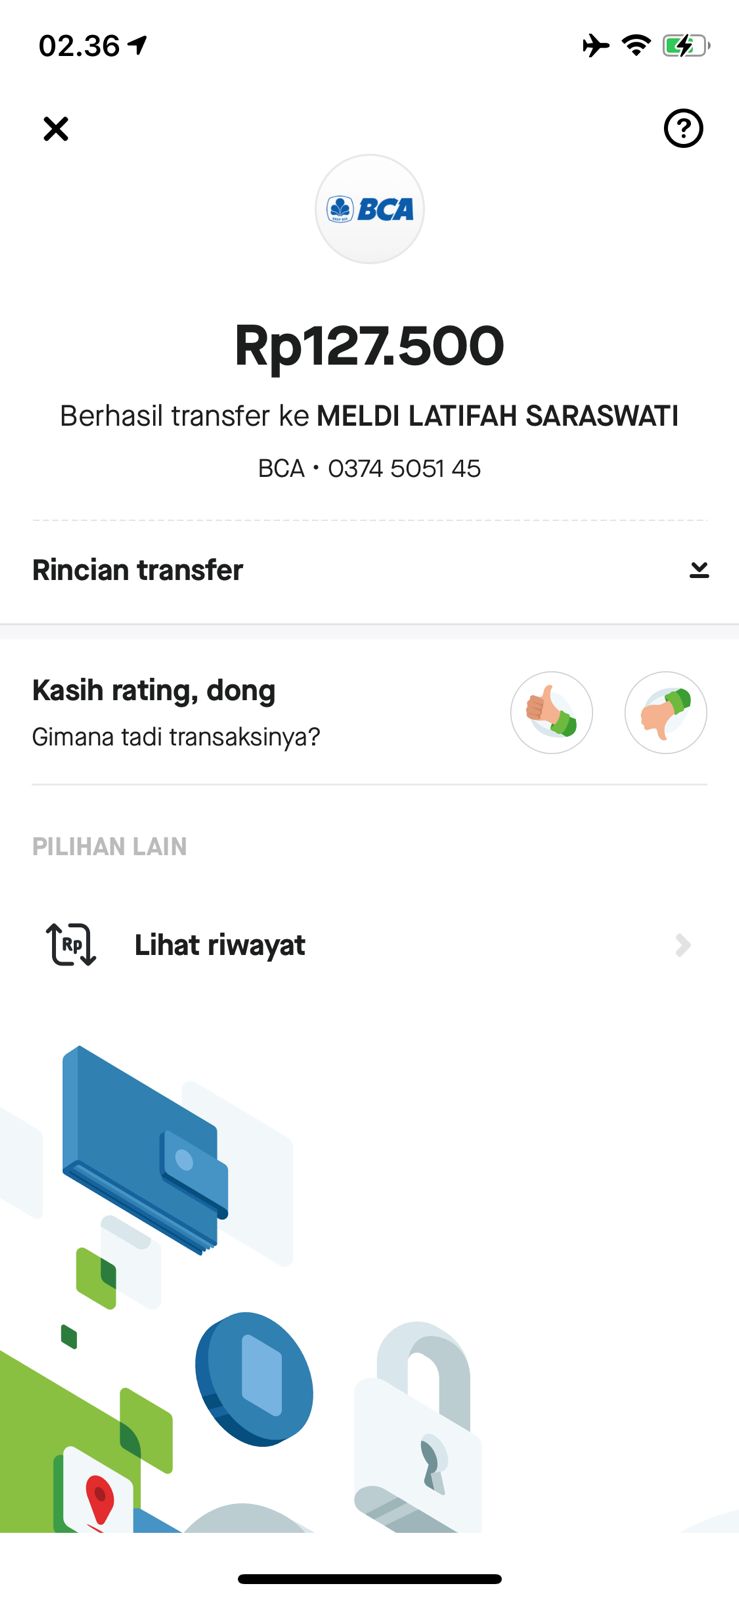 02.36
BCA
Rp127.500
Berhasil transfer ke MELDI LATIFAH SARASWATI
BCA • 0374 5051 45
Rincian transfer
Kasih rating, dong
Gimana tadi transaksinya?
PILIHAN LAIN
Rp
Lihat riwayat